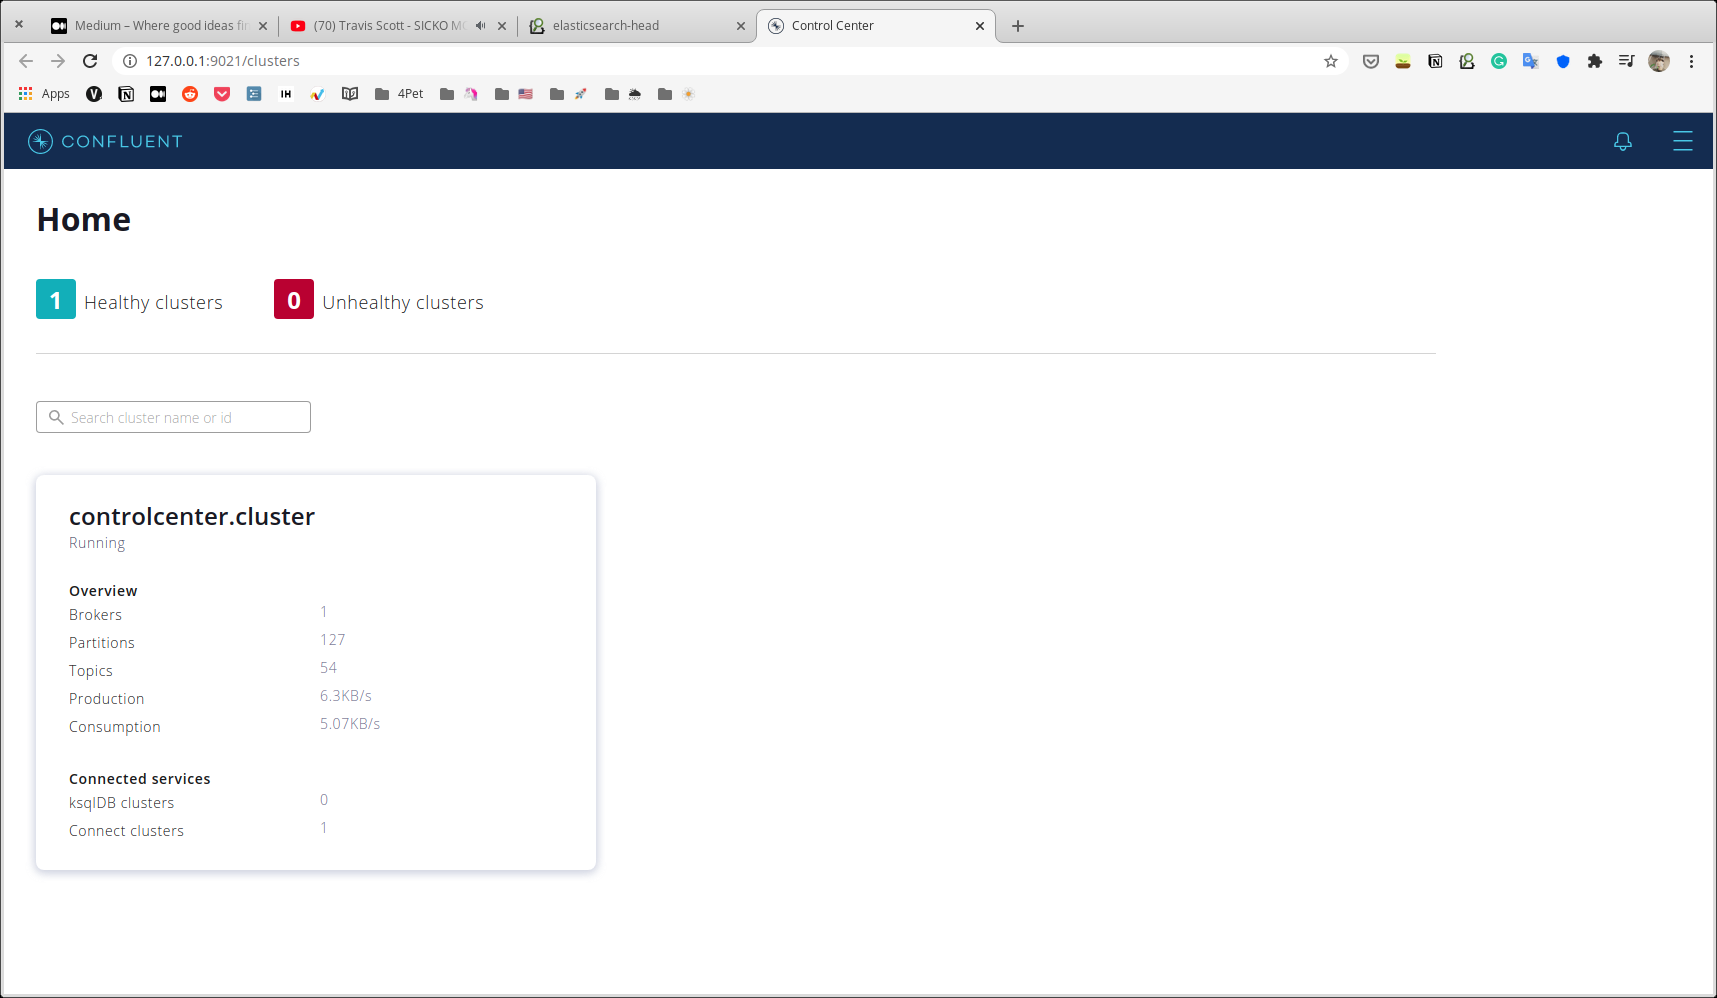 Medium – Where good ideas fin
(70) Travis Scott - SICKO MO
elasticsearch-head
Control Center
127.0.0.1:9021/clusters
Apps
IH
4Pet
CONFLUENT
Home
1 Healthy clusters
0 Unhealthy clusters
Search cluster name or id
controlcenter.cluster
Running
Overview
Brokers 1
Partitions 127
Topics 54
Production 6.3KB/s
Consumption 5.07KB/s
Connected services
ksqlDB clusters 0
Connect clusters 1